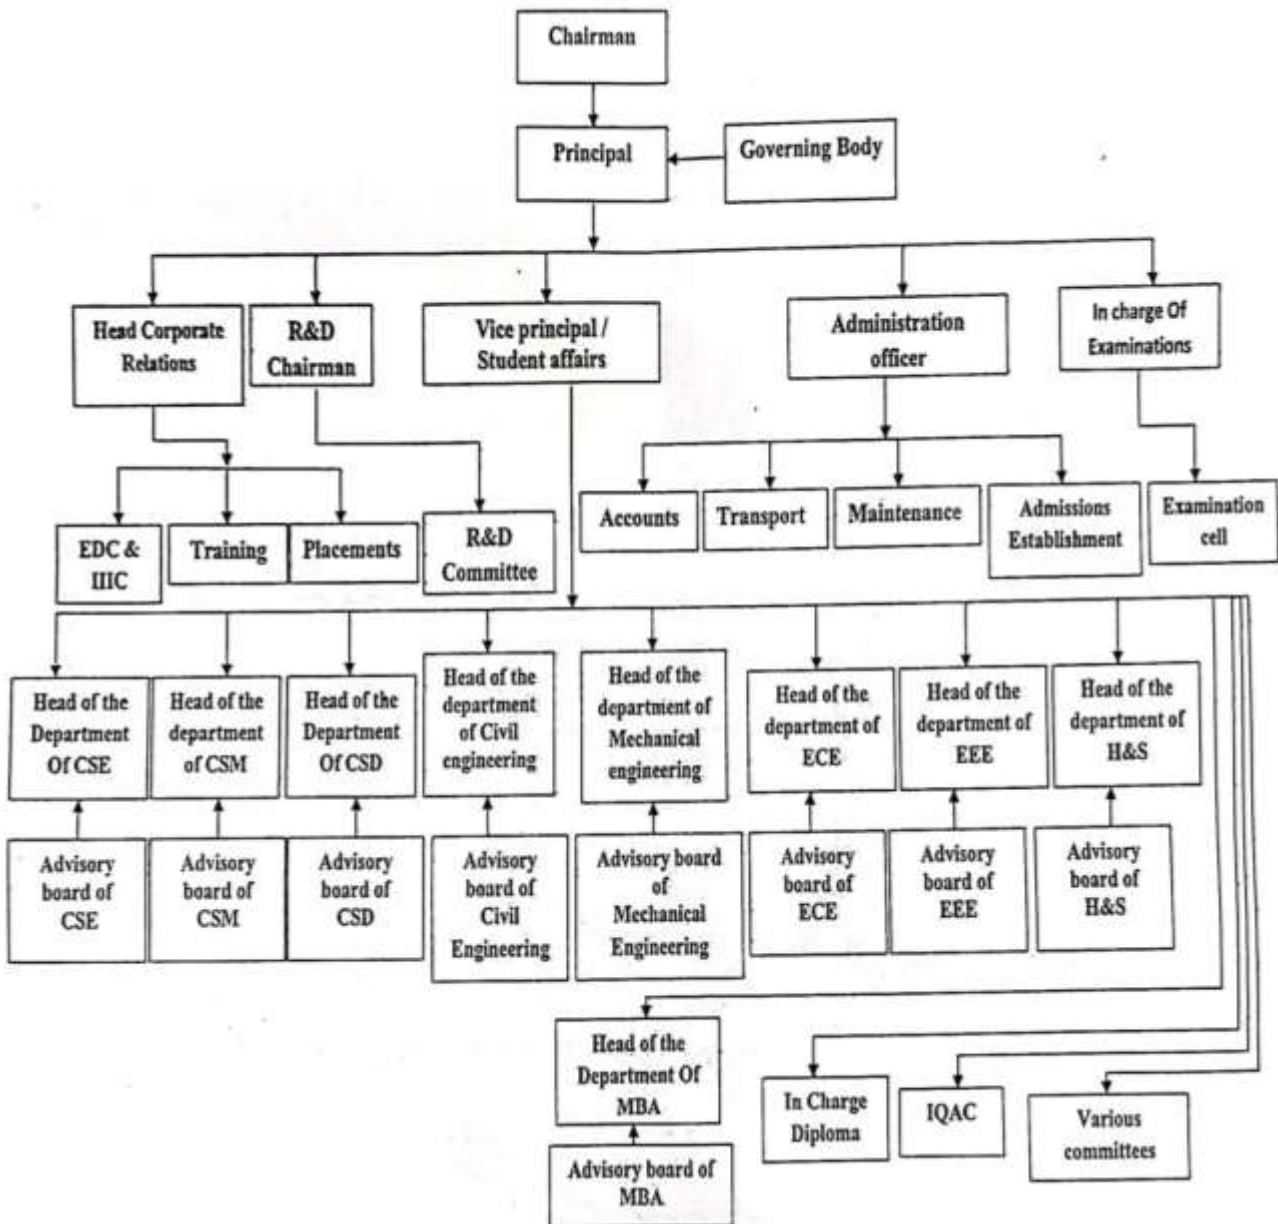 Chairman
Principal
Governing Body
Head Corporate
Relations
R&D
Chairman
Vice principal /
Student affairs
Administration
officer
In charge Of
Examinations
EDC &
IIIC
Training
Placements
R&D
Committee
Accounts
Transport
Maintenance
Admissions
Establishment
Examination
cell
Head of the
Department
Of CSE
Head of the
department
of CSM
Head of the
Department
Of CSD
Head of the
department
of Civil
engineering
Head of the
department of
Mechanical
engineering
Head of the
department of
ECE
Head of the
department of
EEE
Head of the
department of
H&S
Advisory
board of
CSE
Advisory
board of
CSM
Advisory
board of
CSD
Advisory
board of
Civil
Engineering
Advisory board
of
Mechanical
Engineering
Advisory
board of
ECE
Advisory
board of
EEE
Advisory
board of
H&S
Head of the
Department Of
MBA
In Charge
Diploma
IQAC
Various
committees
Advisory board of
MBA